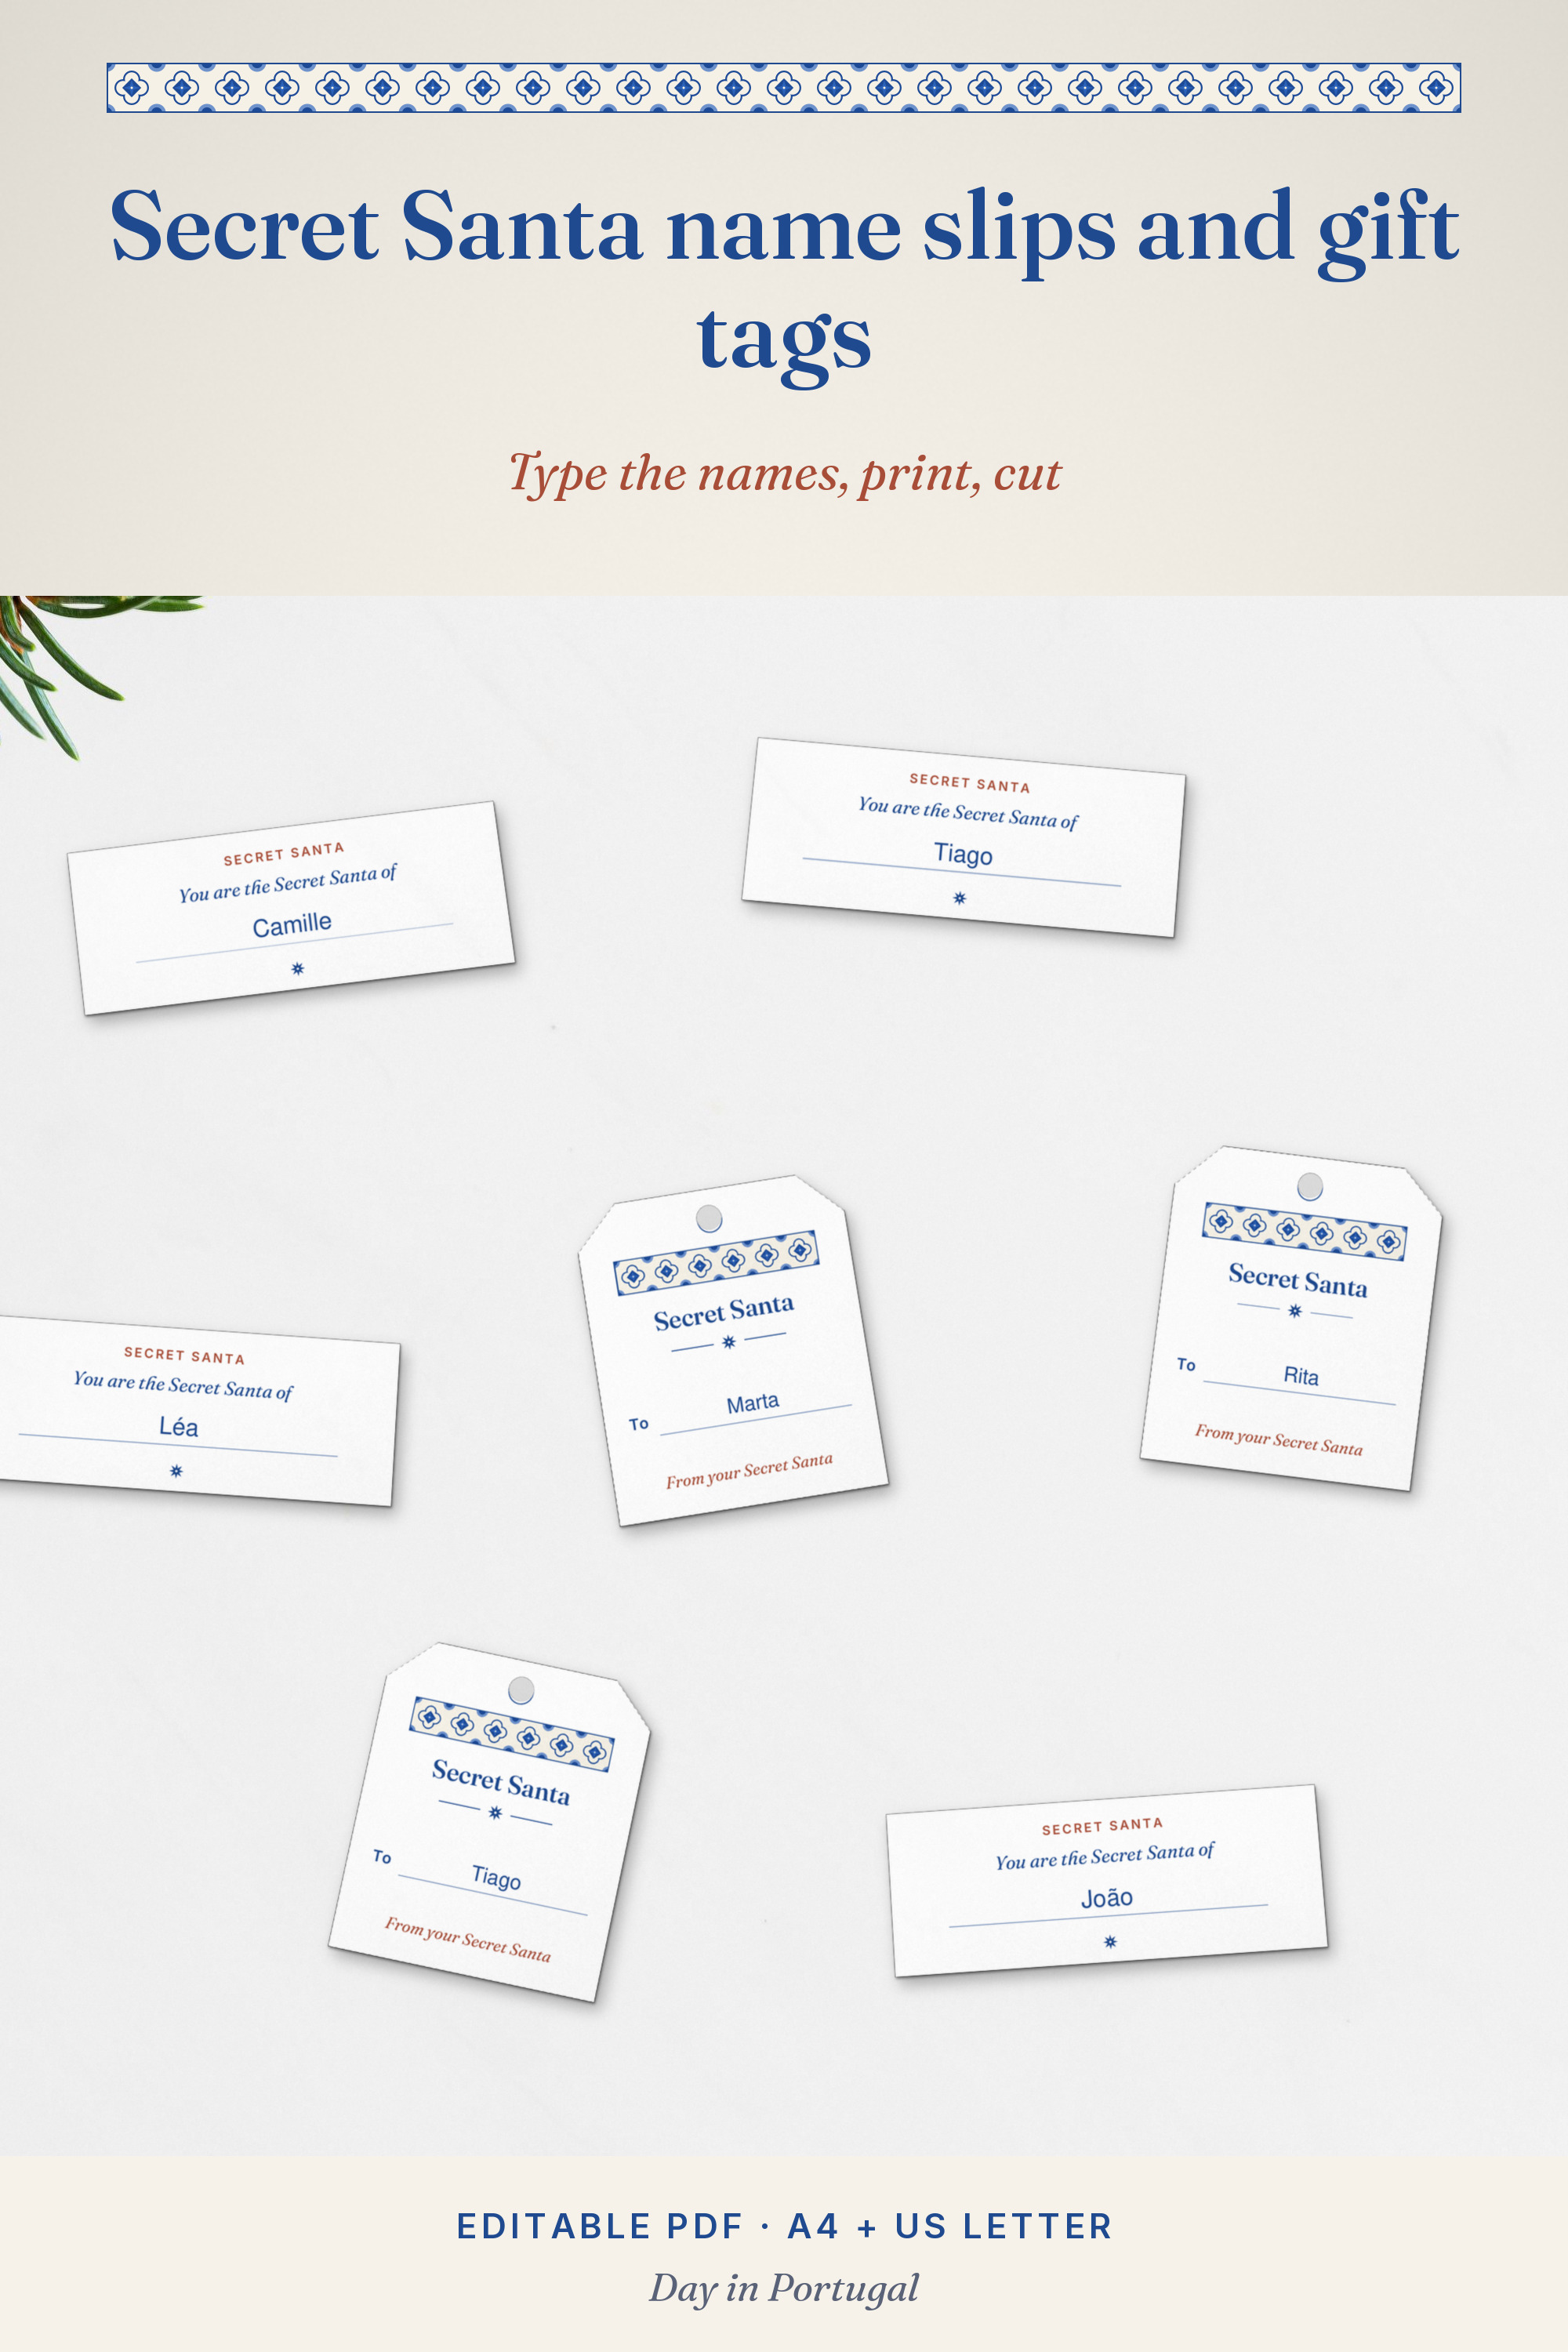 Secret Santa name slips and gift
tags
Type the names, print, cut
SECRET SANTA
You are the Secret Santa of
Camille
SECRET SANTA
You are the Secret Santa of
Tiago
SECRET SANTA
You are the Secret Santa of
Léa
Secret Santa
To Marta
From your Secret Santa
Secret Santa
To Rita
From your Secret Santa
Secret Santa
To Tiago
From your Secret Santa
SECRET SANTA
You are the Secret Santa of
João
EDITABLE PDF · A4 + US LETTER
Day in Portugal